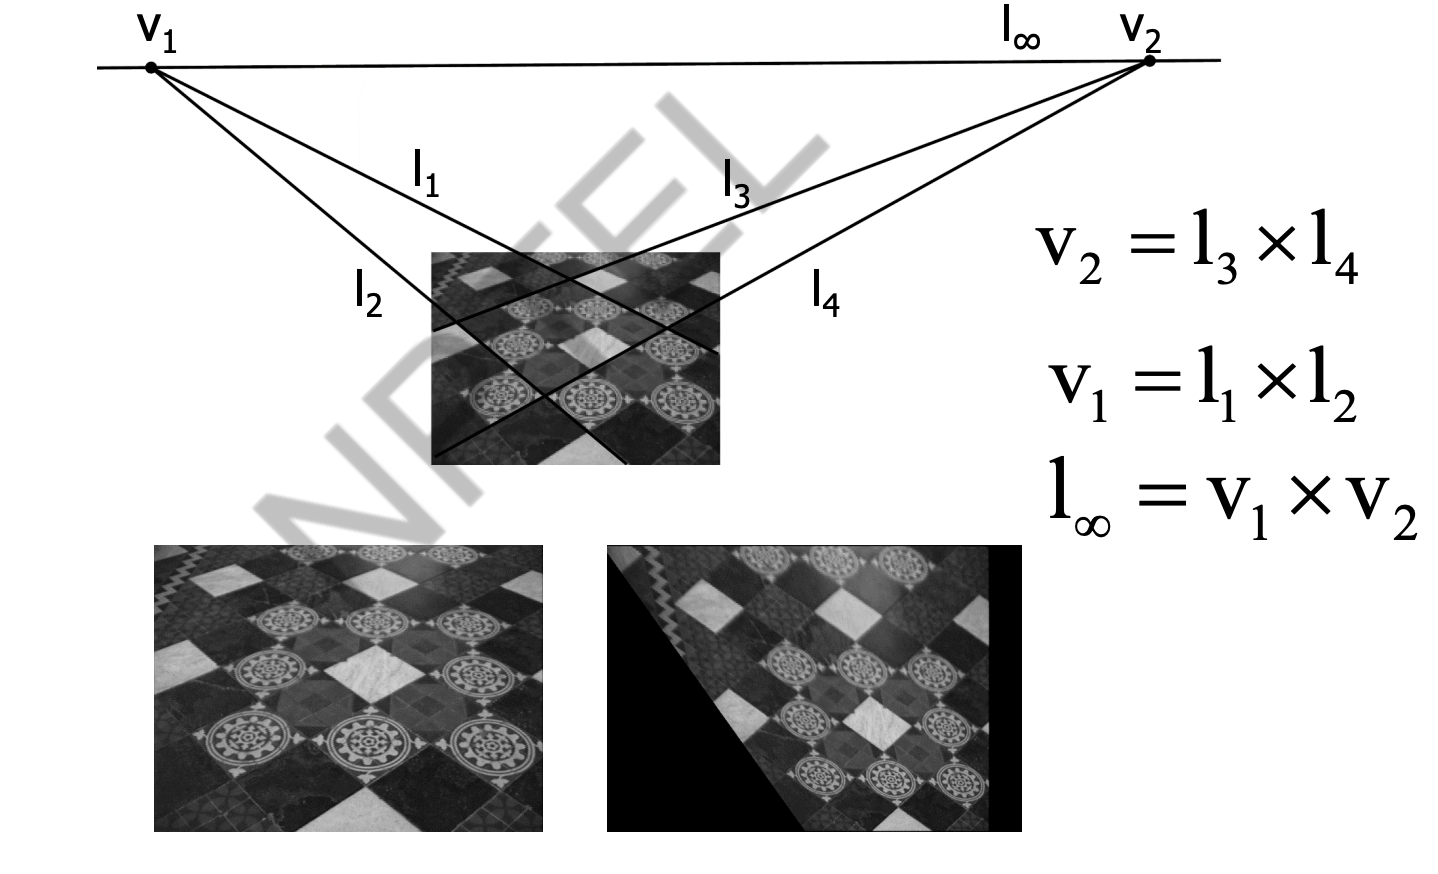 v₁ l∞ v₂
l₁ l₃
l₂ l₄
v₂ = l₃ × l₄
v₁ = l₁ × l₂
l∞ = v₁ × v₂
NPTEL